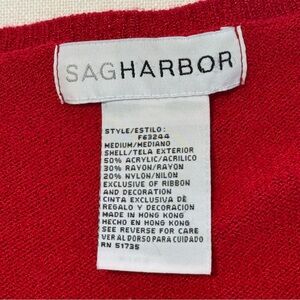 SAGHARBOR
STYLE/ESTILO:
F63244
MEDIUM/MEDIANO
SHELL/TELA EXTERIOR
50% ACRYLIC/ACRILICO
30% RAYON/RAYON
20% NYLON/NILON
EXCLUSIVE OF RIBBON
AND DECORATION
CINTA EXCLUSIVA DE
REGALO Y DECORACION
MADE IN HONG KONG
HECHO EN HONG KONG
SEE REVERSE FOR CARE
VER AL DORSO PARA CUIDADO
RN 51735